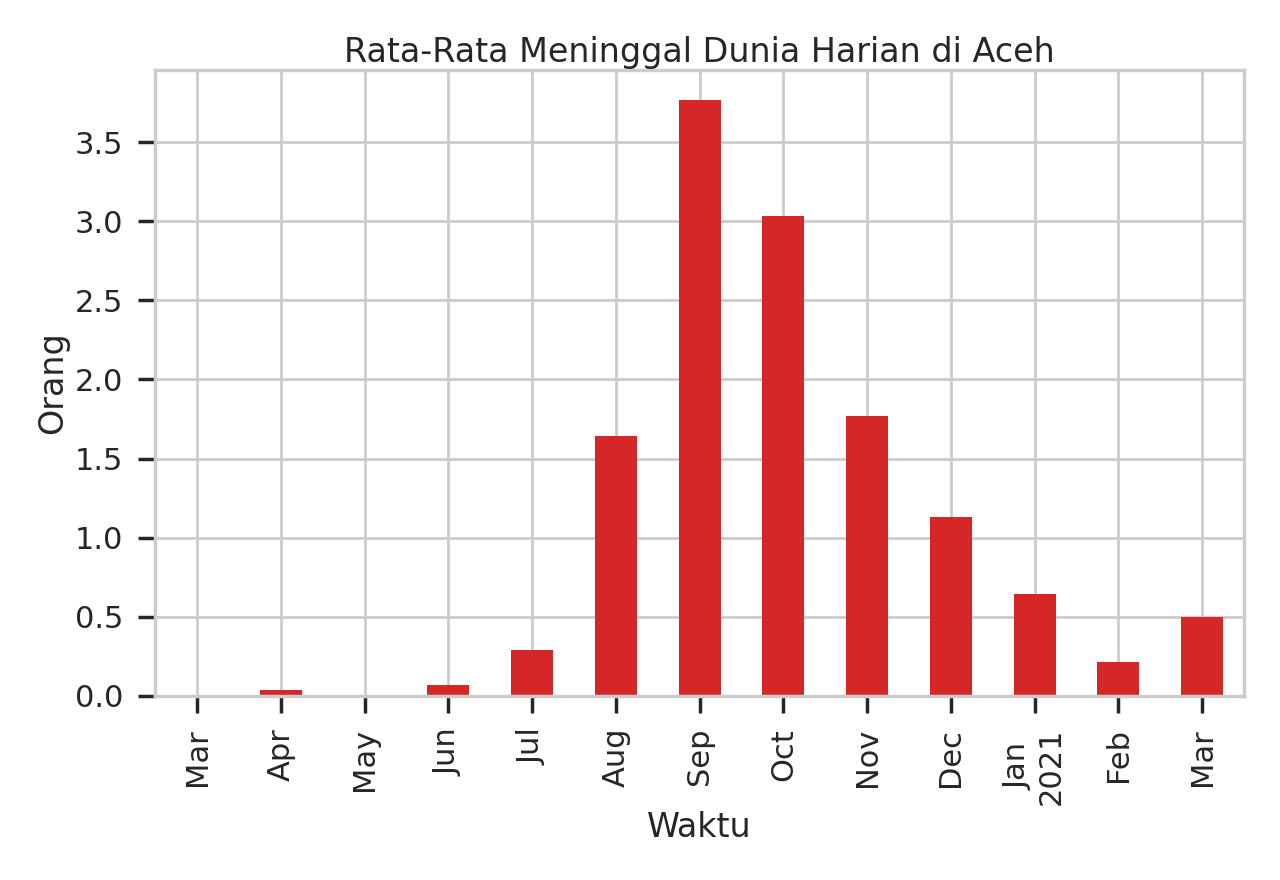 Rata-Rata Meninggal Dunia Harian di Aceh
Orang
3.5
3.0
2.5
2.0
1.5
1.0
0.5
0.0
Mar
Apr
May
Jun
Jul
Aug
Sep
Oct
Nov
Dec
Jan
2021
Feb
Mar
Waktu